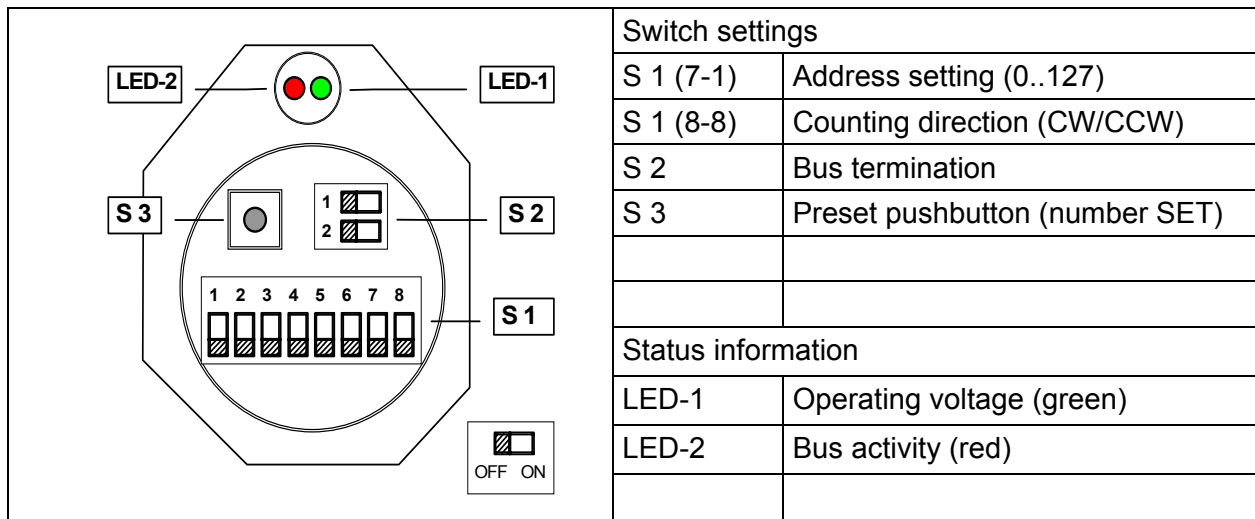 LED-2
LED-1
S 3
1
2
S 2
1 2 3 4 5 6 7 8
S 1
OFF ON
Switch settings
S 1 (7-1) Address setting (0..127)
S 1 (8-8) Counting direction (CW/CCW)
S 2 Bus termination
S 3 Preset pushbutton (number SET)
Status information
LED-1 Operating voltage (green)
LED-2 Bus activity (red)